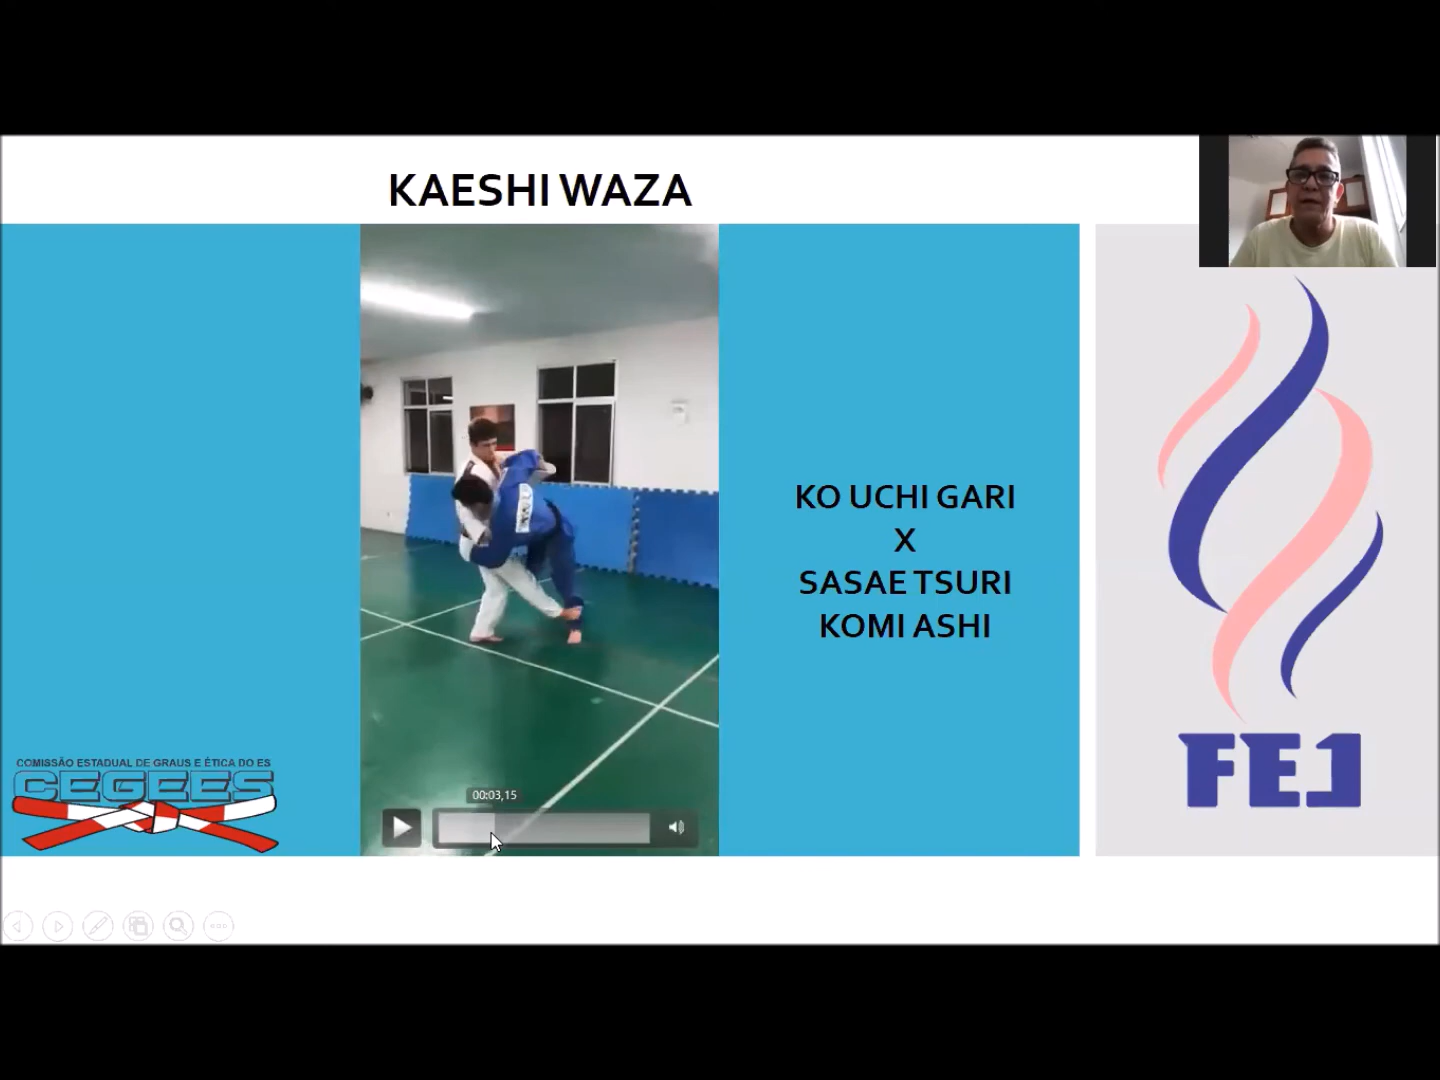 KAESHI WAZA
KO UCHI GARI
X
SASAE TSURI
KOMI ASHI
COMISSÃO ESTADUAL DE GRAUS E ÉTICA DO ES
CEGEES
00:03,15
FEJ